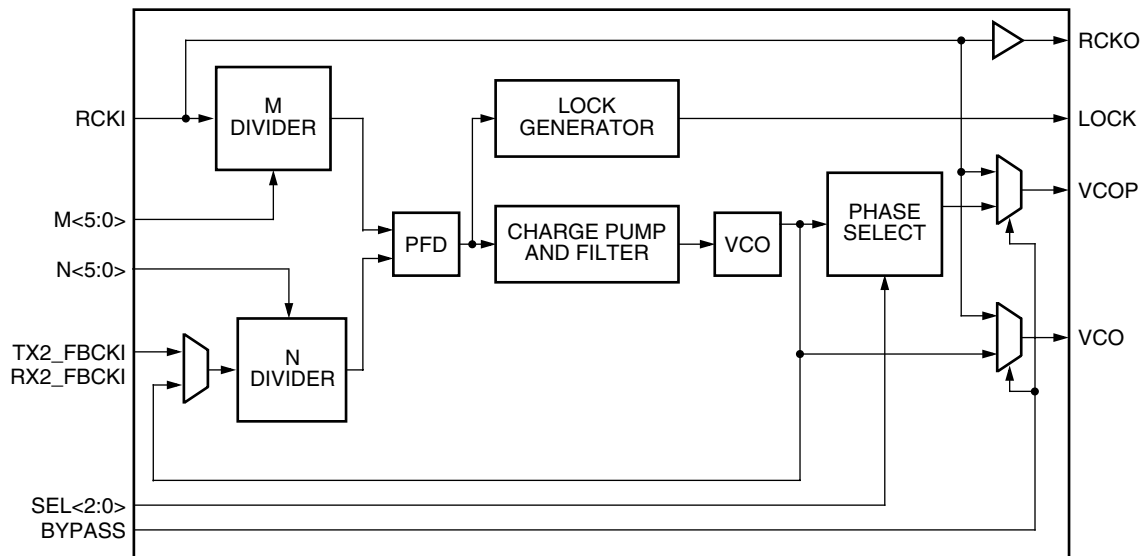 RCKO
RCKI
M
DIVIDER
LOCK
GENERATOR
LOCK
M<5:0>
PFD
CHARGE PUMP
AND FILTER
VCO
PHASE
SELECT
VCOP
N<5:0>
TX2_FBCKI
RX2_FBCKI
N
DIVIDER
VCO
SEL<2:0>
BYPASS